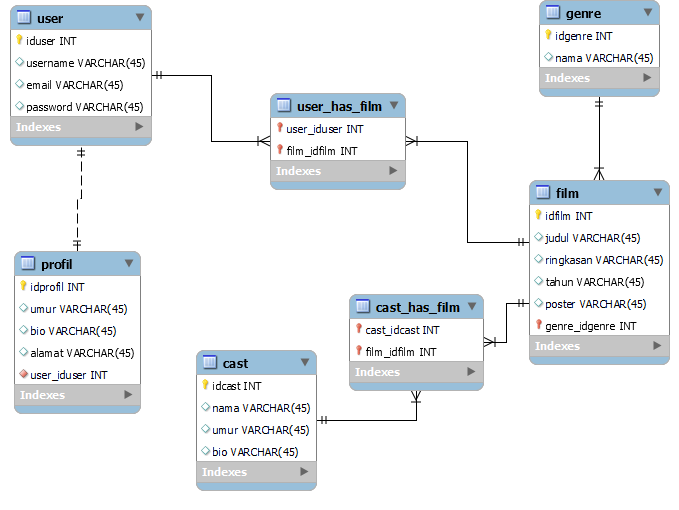 user
iduser INT
username VARCHAR(45)
email VARCHAR(45)
password VARCHAR(45)
Indexes
genre
idgenre INT
nama VARCHAR(45)
Indexes
user_has_film
user_iduser INT
film_idfilm INT
Indexes
film
idfilm INT
judul VARCHAR(45)
ringkasan VARCHAR(45)
tahun VARCHAR(45)
poster VARCHAR(45)
genre_idgenre INT
Indexes
profil
idprofil INT
umur VARCHAR(45)
bio VARCHAR(45)
alamat VARCHAR(45)
user_iduser INT
Indexes
cast_has_film
cast_idcast INT
film_idfilm INT
Indexes
cast
idcast INT
nama VARCHAR(45)
umur VARCHAR(45)
bio VARCHAR(45)
Indexes